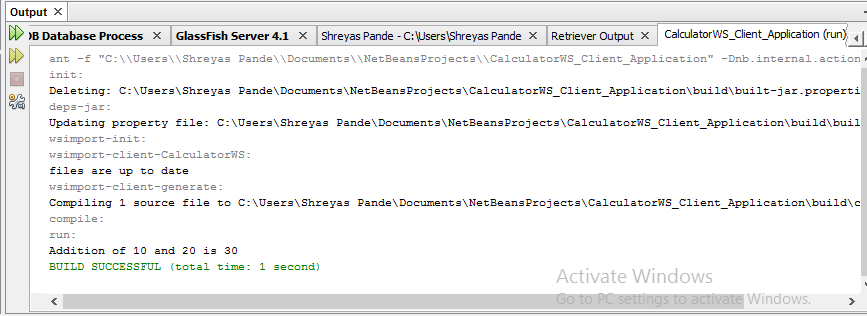 Output ×
DB Database Process × GlassFish Server 4.1 × Shreyas Pande - C:\Users\Shreyas Pande × Retriever Output × CalculatorWS_Client_Application (run)
ant -f "C:\\Users\\Shreyas Pande\\Documents\\NetBeansProjects\\CalculatorWS_Client_Application" -Dnb.internal.action
init:
Deleting: C:\Users\Shreyas Pande\Documents\NetBeansProjects\CalculatorWS_Client_Application\build\built-jar.properti
deps-jar:
Updating property file: C:\Users\Shreyas Pande\Documents\NetBeansProjects\CalculatorWS_Client_Application\build\buil
wsimport-init:
wsimport-client-CalculatorWS:
files are up to date
wsimport-client-generate:
Compiling 1 source file to C:\Users\Shreyas Pande\Documents\NetBeansProjects\CalculatorWS_Client_Application\build\c
compile:
run:
Addition of 10 and 20 is 30
BUILD SUCCESSFUL (total time: 1 second)
Activate Windows
Go to PC settings to activate Windows.